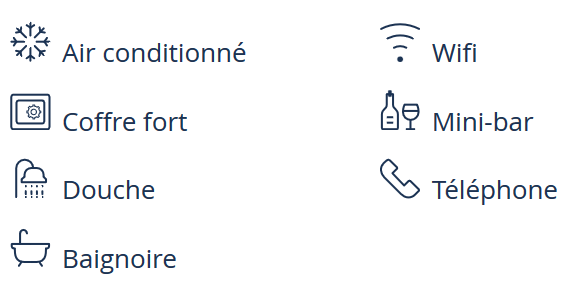 Air conditionné
Wifi
Coffre fort
Mini-bar
Douche
Téléphone
Baignoire